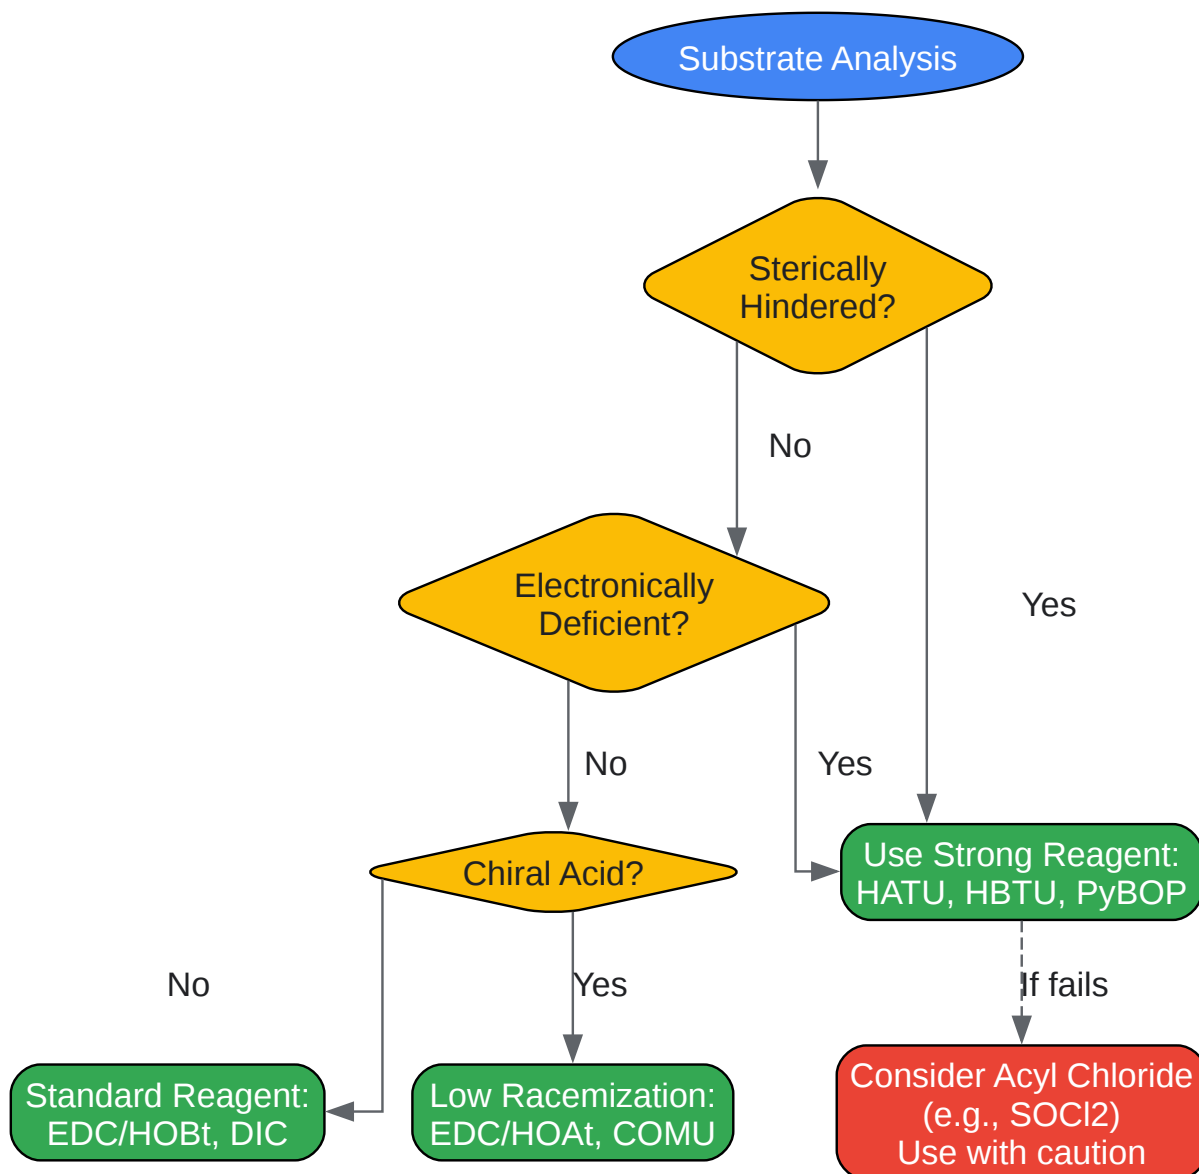 Substrate Analysis
Sterically
Hindered?
No
Yes
Electronically
Deficient?
No
Yes
Chiral Acid?
Use Strong Reagent:
HATU, HBTU, PyBOP
No
Yes
If fails
Standard Reagent:
EDC/HOBt, DIC
Low Racemization:
EDC/HOAt, COMU
Consider Acyl Chloride
(e.g., SOCl2)
Use with caution